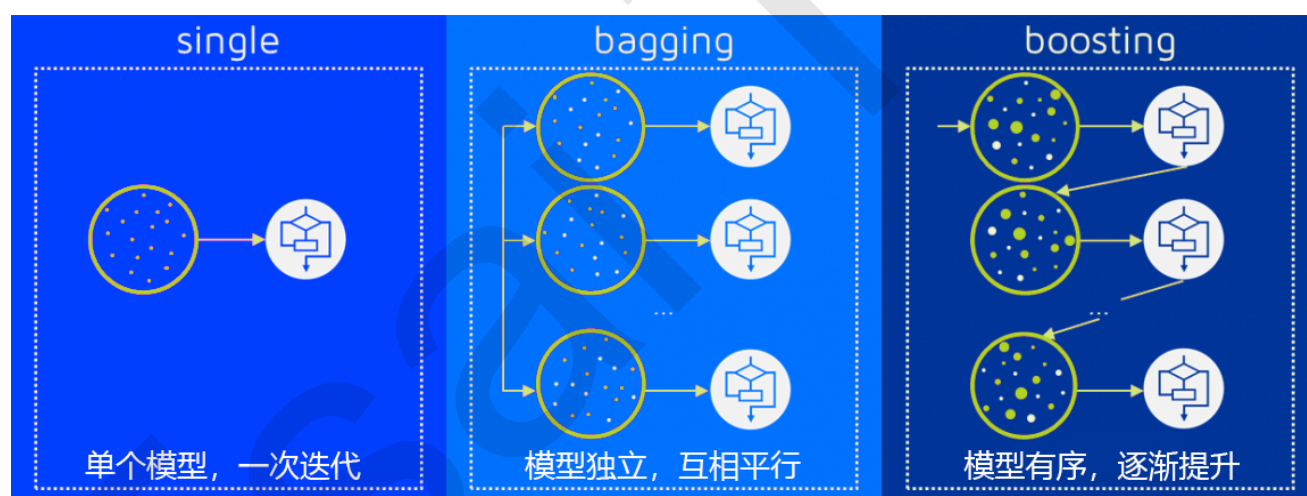 single
bagging
boosting
...
...
单个模型，一次迭代
模型独立，互相平行
模型有序，逐渐提升